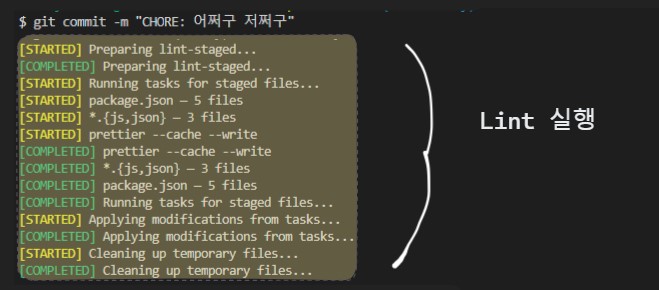 $ git commit -m "CHORE: 어쩌구 저쩌구"
[STARTED] Preparing lint-staged...
[COMPLETED] Preparing lint-staged...
[STARTED] Running tasks for staged files...
[STARTED] package.json — 5 files
[STARTED] *.{js,json} — 3 files
[STARTED] prettier --cache --write
[COMPLETED] prettier --cache --write
[COMPLETED] *.{js,json} — 3 files
[COMPLETED] package.json — 5 files
[COMPLETED] Running tasks for staged files...
[STARTED] Applying modifications from tasks...
[COMPLETED] Applying modifications from tasks...
[STARTED] Cleaning up temporary files...
[COMPLETED] Cleaning up temporary files...
Lint 실행